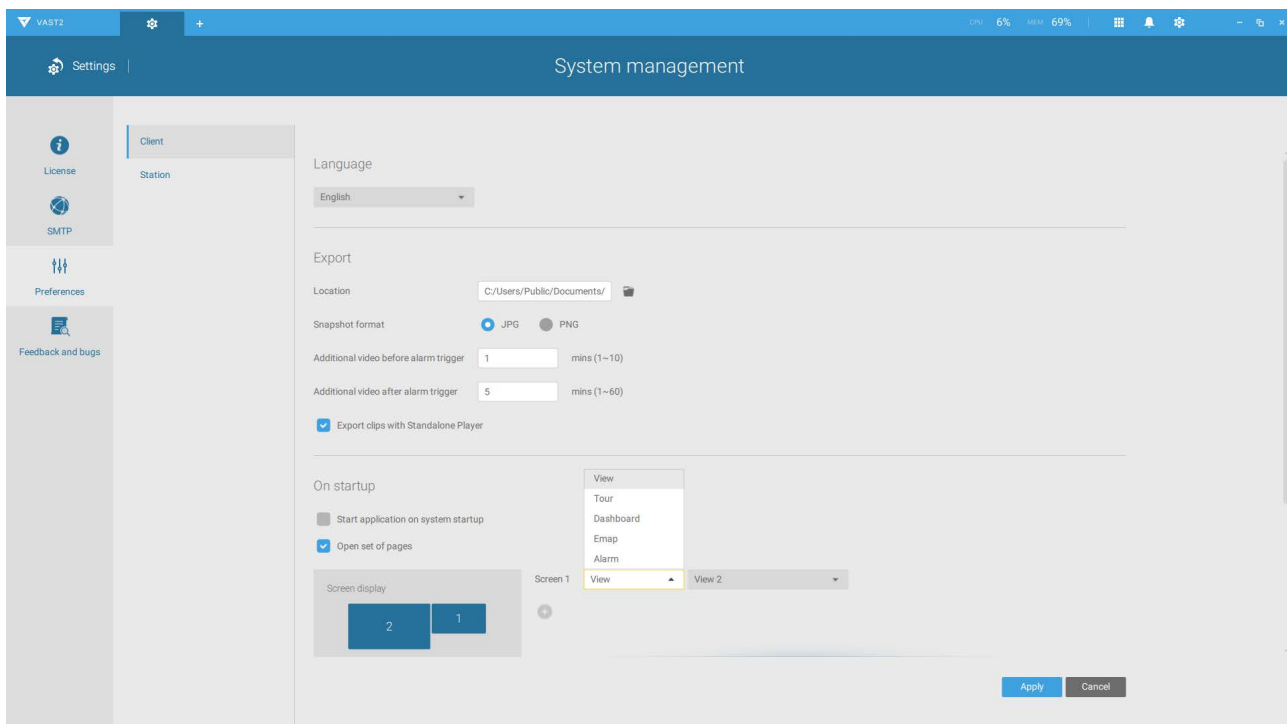 VAST2
+
CPU 6% MEM 69%
Settings
System management
License
SMTP
Preferences
Feedback and bugs
Client
Station
Language
English
Export
Location C:/Users/Public/Documents/
Snapshot format JPG PNG
Additional video before alarm trigger 1 mins (1~10)
Additional video after alarm trigger 5 mins (1~60)
Export clips with Standalone Player
On startup
Start application on system startup
Open set of pages
View
Tour
Dashboard
Emap
Alarm
Screen display
2 1
Screen 1 View View 2
Apply Cancel